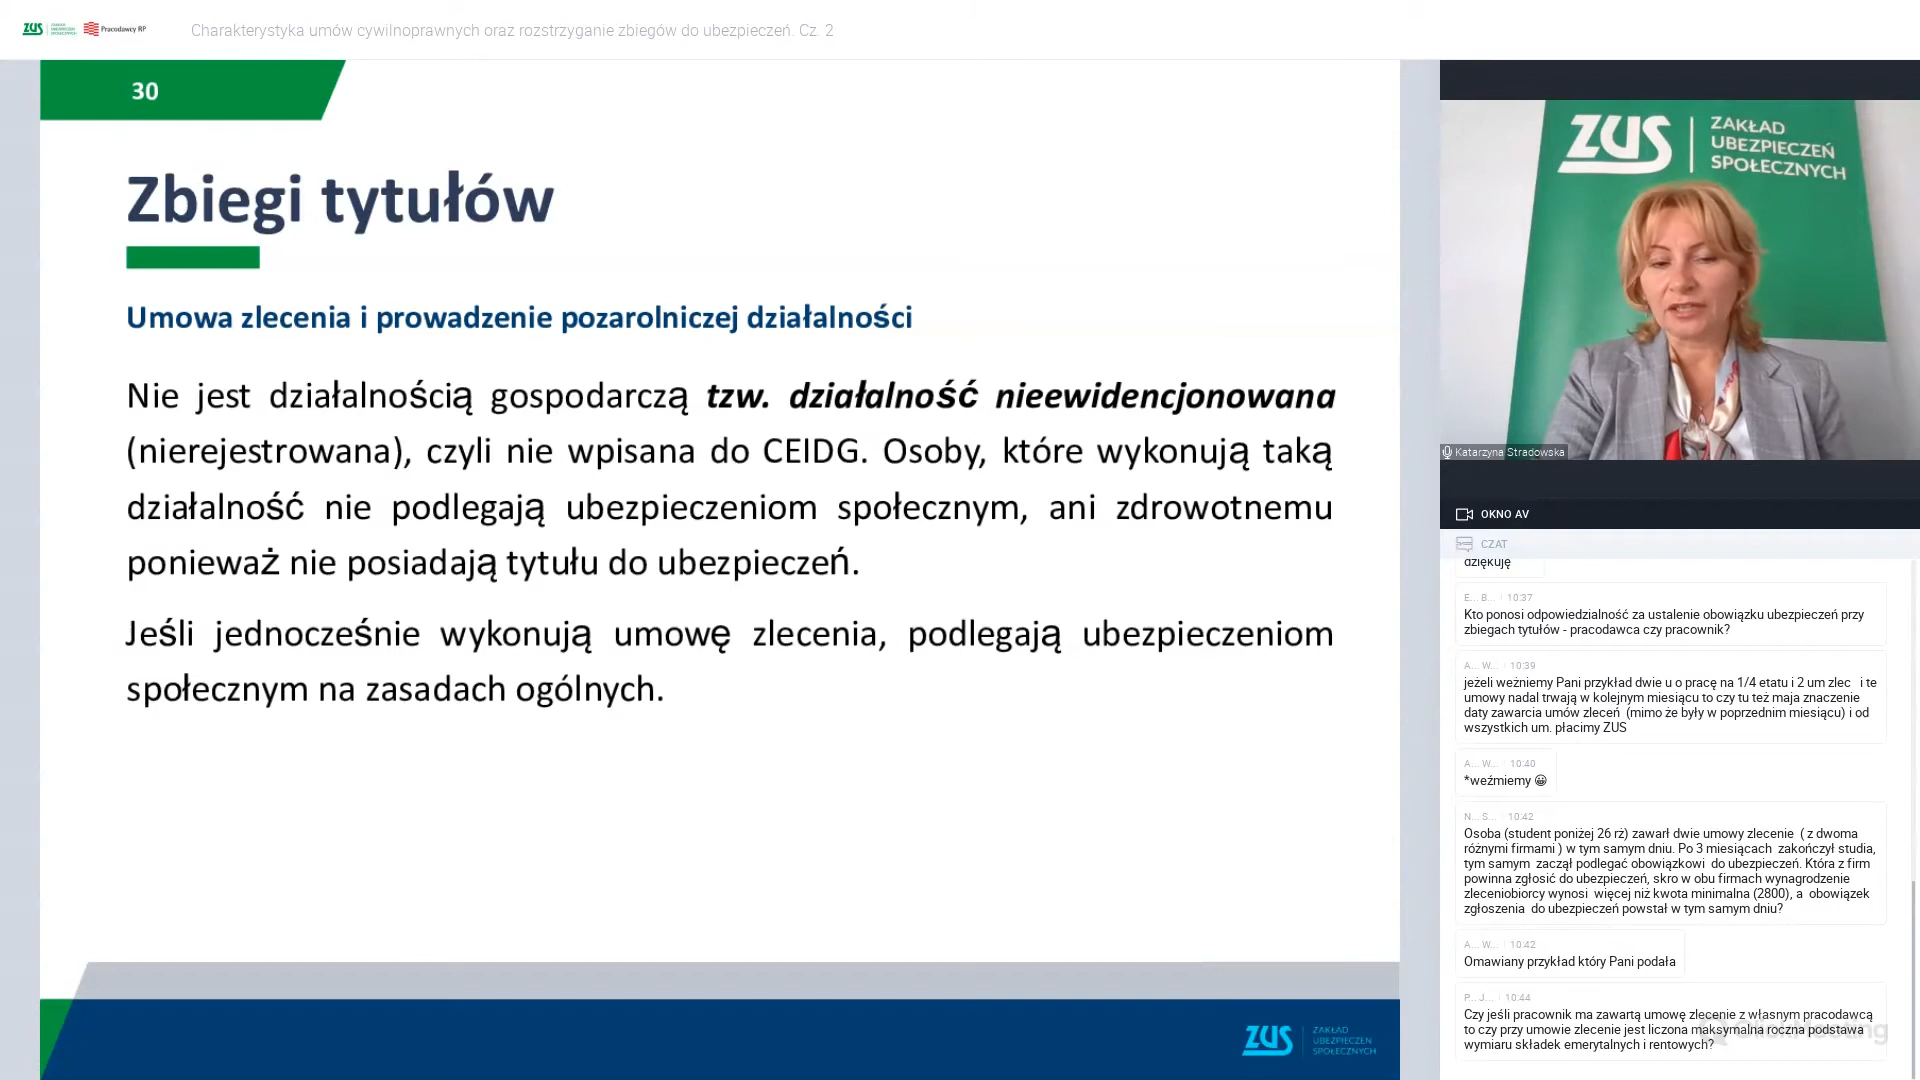 ZUS ZAKŁAD UBEZPIECZEŃ SPOŁECZNYCH Pracodawcy RP
Charakterystyka umów cywilnoprawnych oraz rozstrzyganie zbiegów do ubezpieczeń. Cz. 2
30
Zbiegi tytułów
Umowa zlecenia i prowadzenie pozarolniczej działalności
Nie jest działalnością gospodarczą tzw. działalność nieewidencjonowana
(nierejestrowana), czyli nie wpisana do CEIDG. Osoby, które wykonują taką
działalność nie podlegają ubezpieczeniom społecznym, ani zdrowotnemu
ponieważ nie posiadają tytułu do ubezpieczeń.
Jeśli jednocześnie wykonują umowę zlecenia, podlegają ubezpieczeniom
społecznym na zasadach ogólnych.
ZUS
ZAKŁAD
UBEZPIECZEŃ
SPOŁECZNYCH
ZUS
ZAKŁAD
UBEZPIECZEŃ
SPOŁECZNYCH
Katarzyna Stradowska
OKNO AV
CZAT
dziękuję
E... B... 10:37
Kto ponosi odpowiedzialność za ustalenie obowiązku ubezpieczeń przy
zbiegach tytułów - pracodawca czy pracownik?
A... W... 10:39
jeżeli weżniemy Pani przykład dwie u o pracę na 1/4 etatu i 2 um zlec i te
umowy nadal trwają w kolejnym miesiącu to czy tu też maja znaczenie
daty zawarcia umów zleceń (mimo że były w poprzednim miesiącu) i od
wszystkich um. płacimy ZUS
A... W... 10:40
*weźmiemy 😀
N... S... 10:42
Osoba (student poniżej 26 rż) zawarł dwie umowy zlecenie ( z dwoma
różnymi firmami ) w tym samym dniu. Po 3 miesiącach zakończył studia,
tym samym zaczął podlegać obowiązkowi do ubezpieczeń. Która z firm
powinna zgłosić do ubezpieczeń, skro w obu firmach wynagrodzenie
zleceniobiorcy wynosi więcej niż kwota minimalna (2800), a obowiązek
zgłoszenia do ubezpieczeń powstał w tym samym dniu?
A... W... 10:42
Omawiany przykład który Pani podała
P... J... 10:44
Czy jeśli pracownik ma zawartą umowę zlecenie z własnym pracodawcą
to czy przy umowie zlecenie jest liczona maksymalna roczna podstawa
wymiaru składek emerytalnych i rentowych?
ClickMeeting